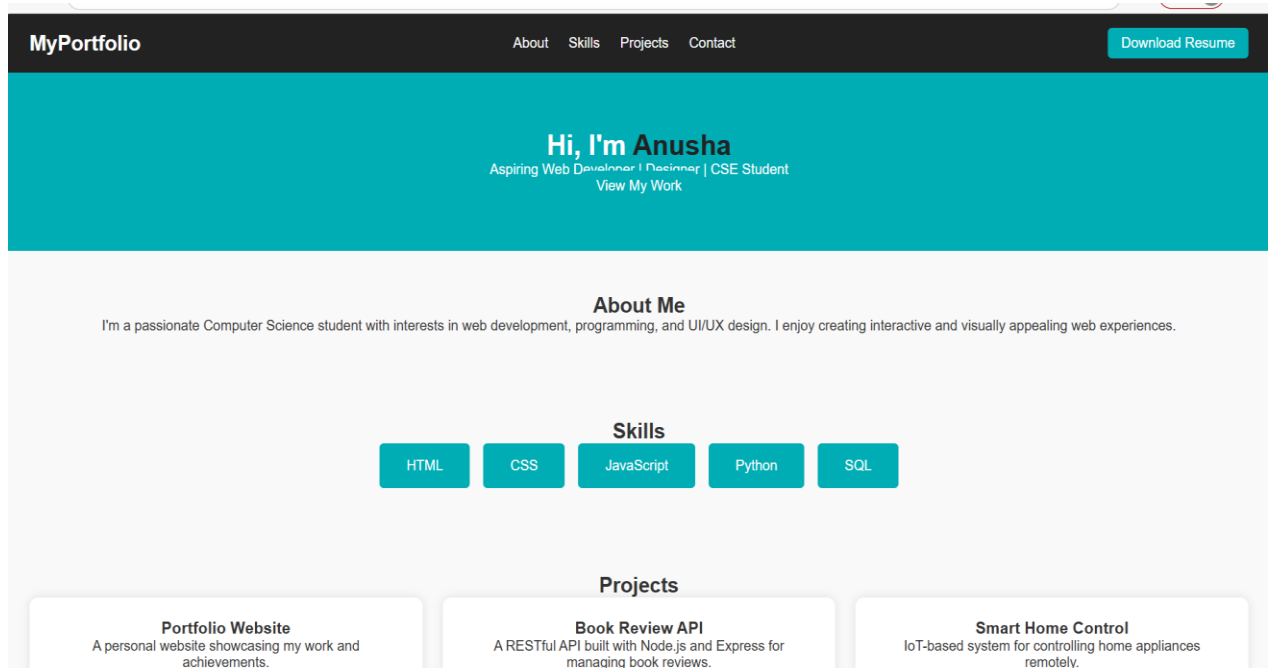 MyPortfolio
About Skills Projects Contact
Download Resume
Hi, I'm Anusha
Aspiring Web Developer | Designer | CSE Student
View My Work
About Me
I'm a passionate Computer Science student with interests in web development, programming, and UI/UX design. I enjoy creating interactive and visually appealing web experiences.
Skills
HTML CSS JavaScript Python SQL
Projects
Portfolio Website
A personal website showcasing my work and
achievements.
Book Review API
A RESTful API built with Node.js and Express for
managing book reviews.
Smart Home Control
IoT-based system for controlling home appliances
remotely.